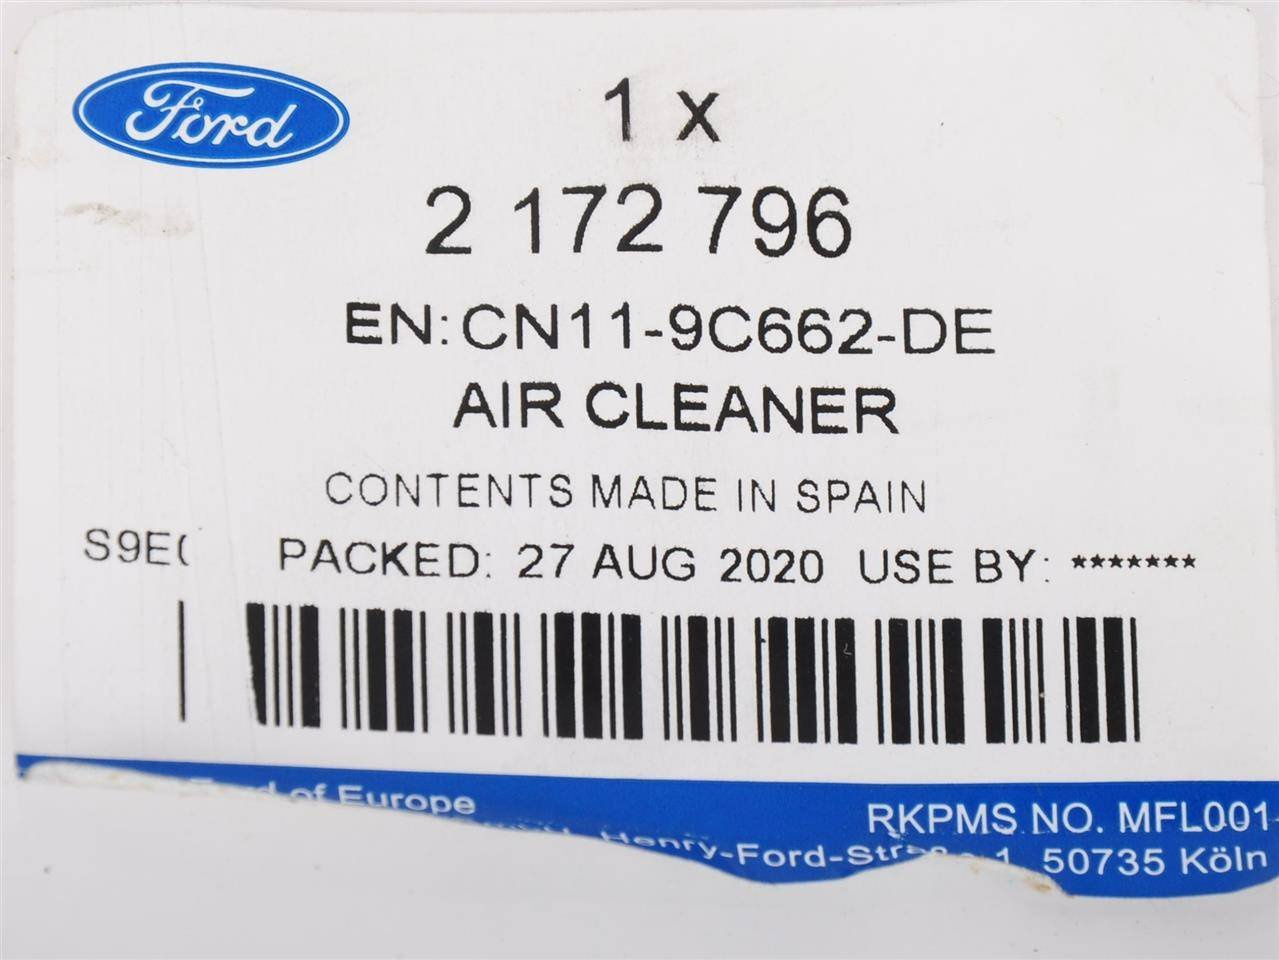 Ford
1 x
2 172 796
EN: CN11-9C662-DE
AIR CLEANER
CONTENTS MADE IN SPAIN
S9E PACKED: 27 AUG 2020 USE BY: *******
Ford of Europe
RKPMS NO. MFL001-
Henry-Ford-Straße 1, 50735 Köln